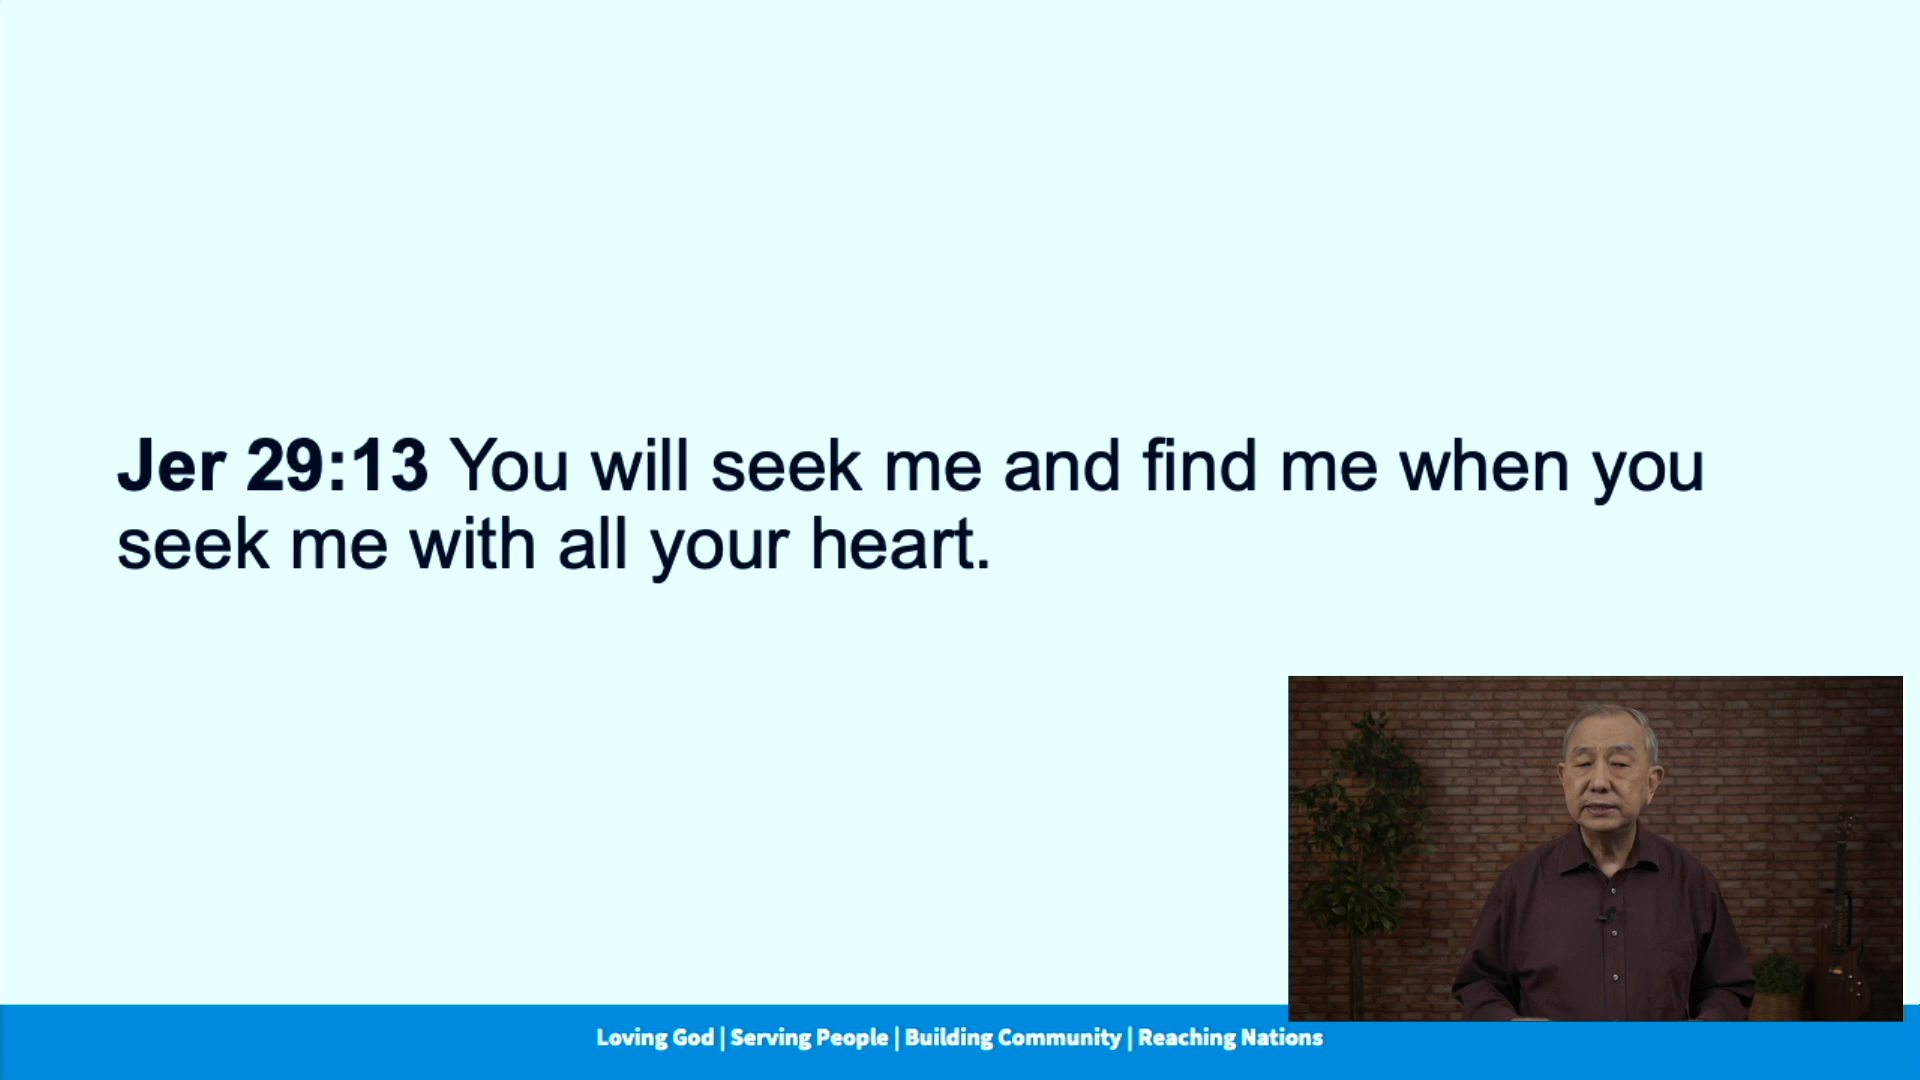 Jer 29:13 You will seek me and find me when you
seek me with all your heart.
Loving God | Serving People | Building Community | Reaching Nations